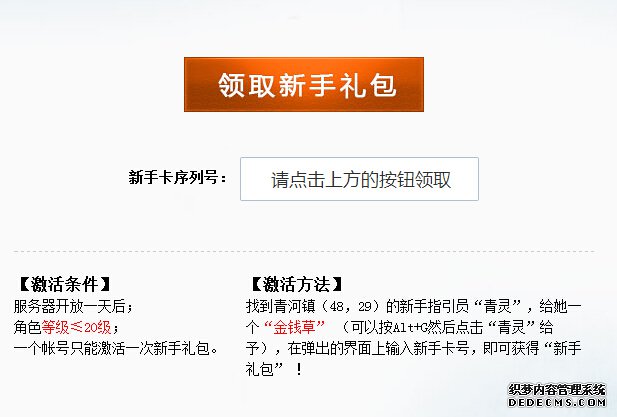 领取新手礼包
新手卡序列号： 请点击上方的按钮领取
【激活条件】
服务器开放一天后；
角色等级≤20级；
一个帐号只能激活一次新手礼包。
【激活方法】
找到青河镇（48，29）的新手指引员“青灵”，给她一
个“金钱草” （可以按Alt+G然后点击“青灵”给
予），在弹出的界面上输入新手卡号，即可获得“新手
礼包” ！
织梦内容管理系统
DEDECMS.COM